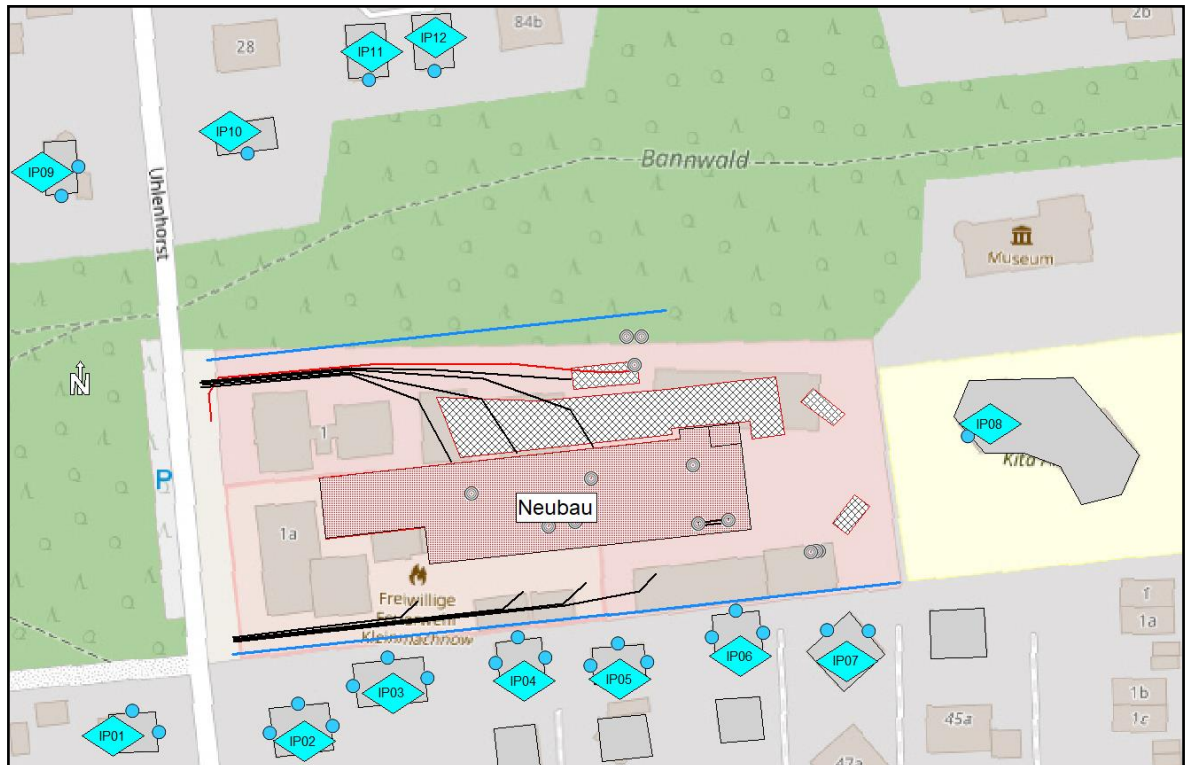 28
84b
2b
IP11
IP12
IP10
IP09
Bannwald
Uhlenhorst
Museum
N
1
IP08
P
Neubau
1a
Freiwillige
Feuerwehr
Kleinmachnow
1
1a
IP03
IP04
IP05
IP06
IP07
IP01
IP02
45a
1b
1c
47a